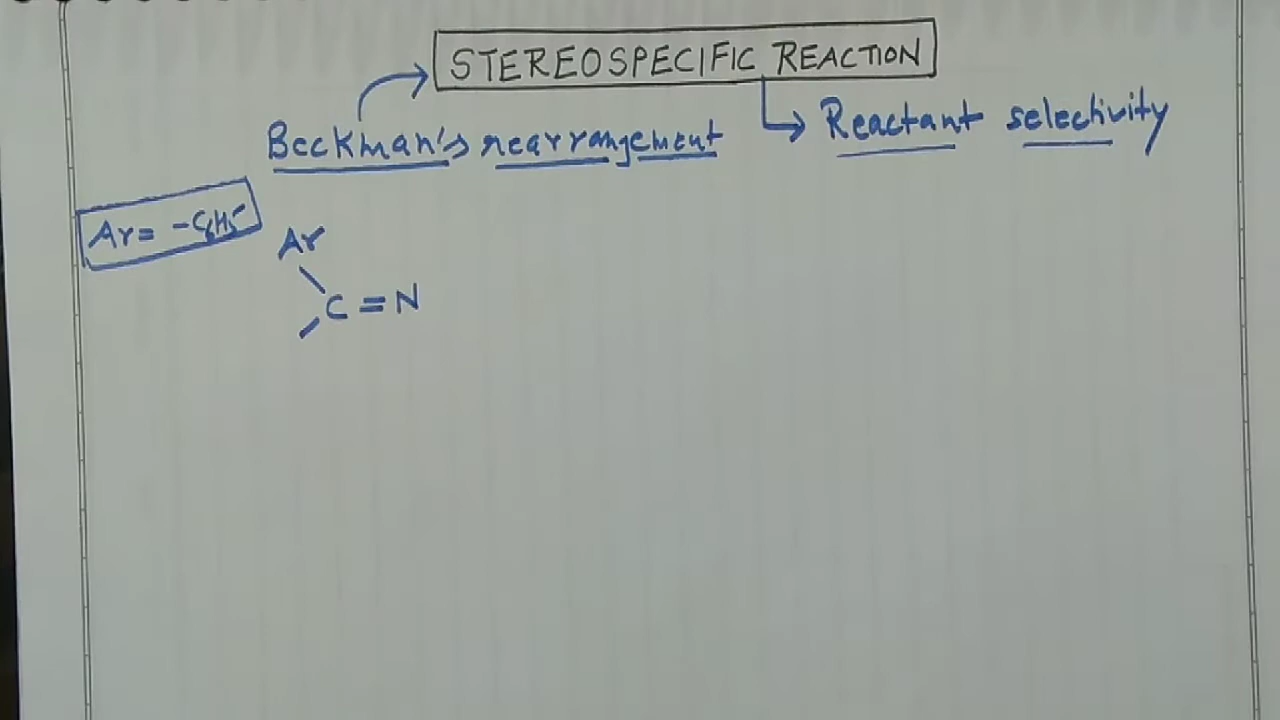 STEREOSPECIFIC REACTION
Beckman's rearrangement
Reactant selectivity
Ar= -C6H5
Ar
C=N